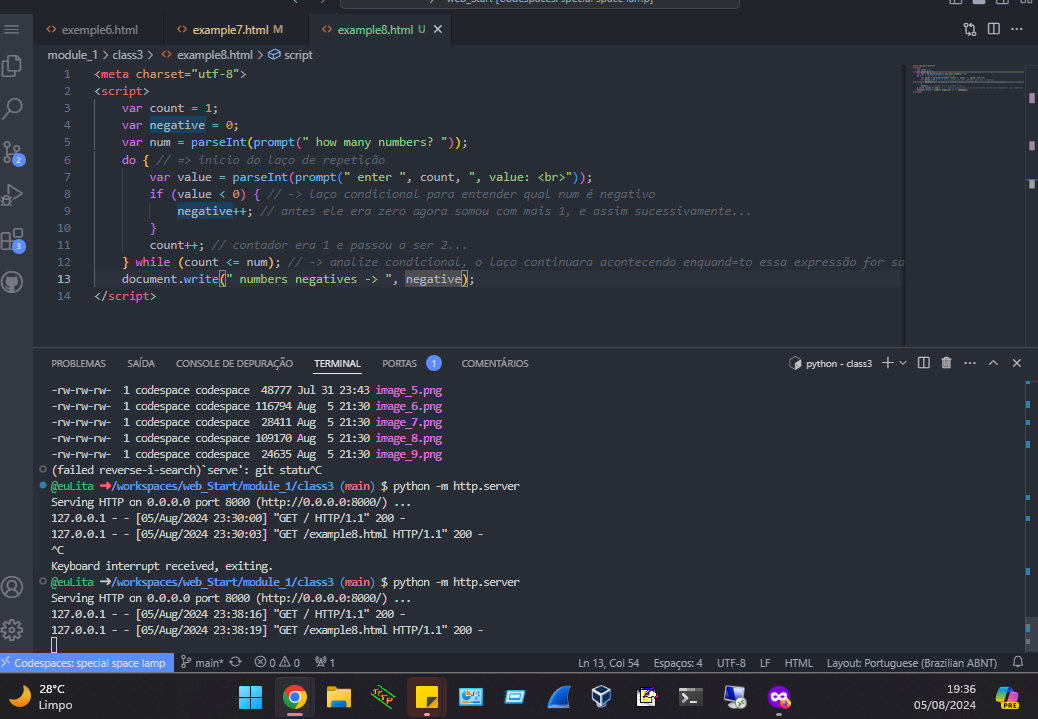 web_Start [Codespaces: special space lamp]
exemple6.html
example7.html M
example8.html U
module_1 > class3 > example8.html > script
1 <meta charset="utf-8">
2 <script>
3 var count = 1;
4 var negative = 0;
5 var num = parseInt(prompt(" how many numbers? "));
6 do { // => inicio do laço de repetição
7 var value = parseInt(prompt(" enter ", count, ", value: <br>"));
8 if (value < 0) { // -> laço condicional para entender qual num é negativo
9 negative++; // antes ele era zero agora somou com mais 1, e assim sucessivamente...
10 }
11 count++; // contador era 1 e passou a ser 2...
12 } while (count <= num); // -> analize condicional, o laço continuara acontecendo enquand=to essa expressão for sa
13 document.write(" numbers negatives -> ", negative);
14 </script>
PROBLEMAS SAÍDA CONSOLE DE DEPURAÇÃO TERMINAL PORTAS 1 COMENTÁRIOS
python - class3
-rw-rw-rw- 1 codespace codespace 48777 Jul 31 23:43 image_5.png
-rw-rw-rw- 1 codespace codespace 116794 Aug 5 21:30 image_6.png
-rw-rw-rw- 1 codespace codespace 28411 Aug 5 21:30 image_7.png
-rw-rw-rw- 1 codespace codespace 109170 Aug 5 21:30 image_8.png
-rw-rw-rw- 1 codespace codespace 24635 Aug 5 21:30 image_9.png
(failed reverse-i-search)`serve': git statu^C
@euLita ➜/workspaces/web_Start/module_1/class3 (main) $ python -m http.server
Serving HTTP on 0.0.0.0 port 8000 (http://0.0.0.0:8000/) ...
127.0.0.1 - - [05/Aug/2024 23:30:00] "GET / HTTP/1.1" 200 -
127.0.0.1 - - [05/Aug/2024 23:30:03] "GET /example8.html HTTP/1.1" 200 -
^C
Keyboard interrupt received, exiting.
@euLita ➜/workspaces/web_Start/module_1/class3 (main) $ python -m http.server
Serving HTTP on 0.0.0.0 port 8000 (http://0.0.0.0:8000/) ...
127.0.0.1 - - [05/Aug/2024 23:38:16] "GET / HTTP/1.1" 200 -
127.0.0.1 - - [05/Aug/2024 23:38:19] "GET /example8.html HTTP/1.1" 200 -
2
3
Codespaces: special space lamp main* 0 0 1 Ln 13, Col 54 Espaços: 4 UTF-8 LF HTML Layout: Portuguese (Brazilian ABNT)
28°C
Limpo
19:36
05/08/2024
PRE